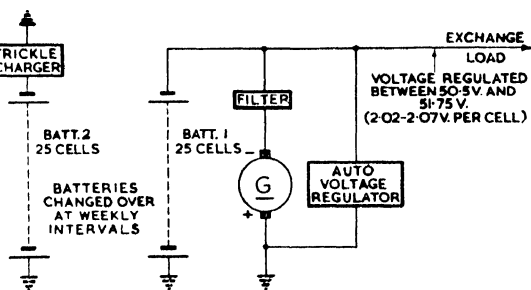 TRICKLE
CHARGER
BATT. 2
25 CELLS
BATTERIES
CHANGED OVER
AT WEEKLY
INTERVALS
BATT. 1
25 CELLS
FILTER
−
G
+
AUTO
VOLTAGE
REGULATOR
EXCHANGE
LOAD
VOLTAGE REGULATED
BETWEEN 50·5V. AND
51·75 V.
(2·02–2·07V. PER CELL)